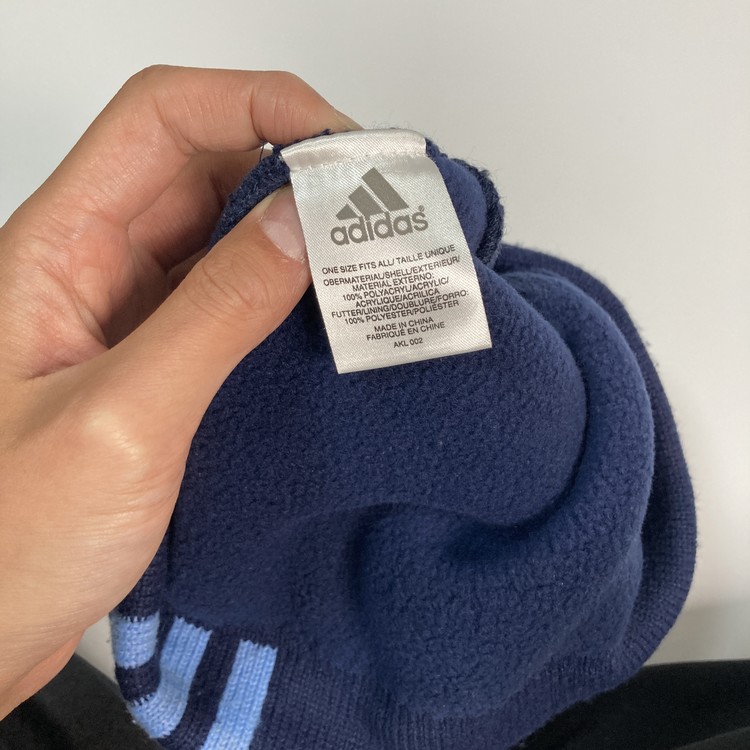 adidas®
ONE SIZE FITS ALL/ TAILLE UNIQUE
OBERMATERIAL/SHELL/EXTERIEUR/
MATERIAL EXTERNO:
100% POLYACRYL/ACRYLIC/
ACRYLIQUE/ACRILICA
FUTTER/LINING/DOUBLURE/FORRO:
100% POLYESTER/POLIÉSTER
MADE IN CHINA
FABRIQUÉ EN CHINE
AKL 002